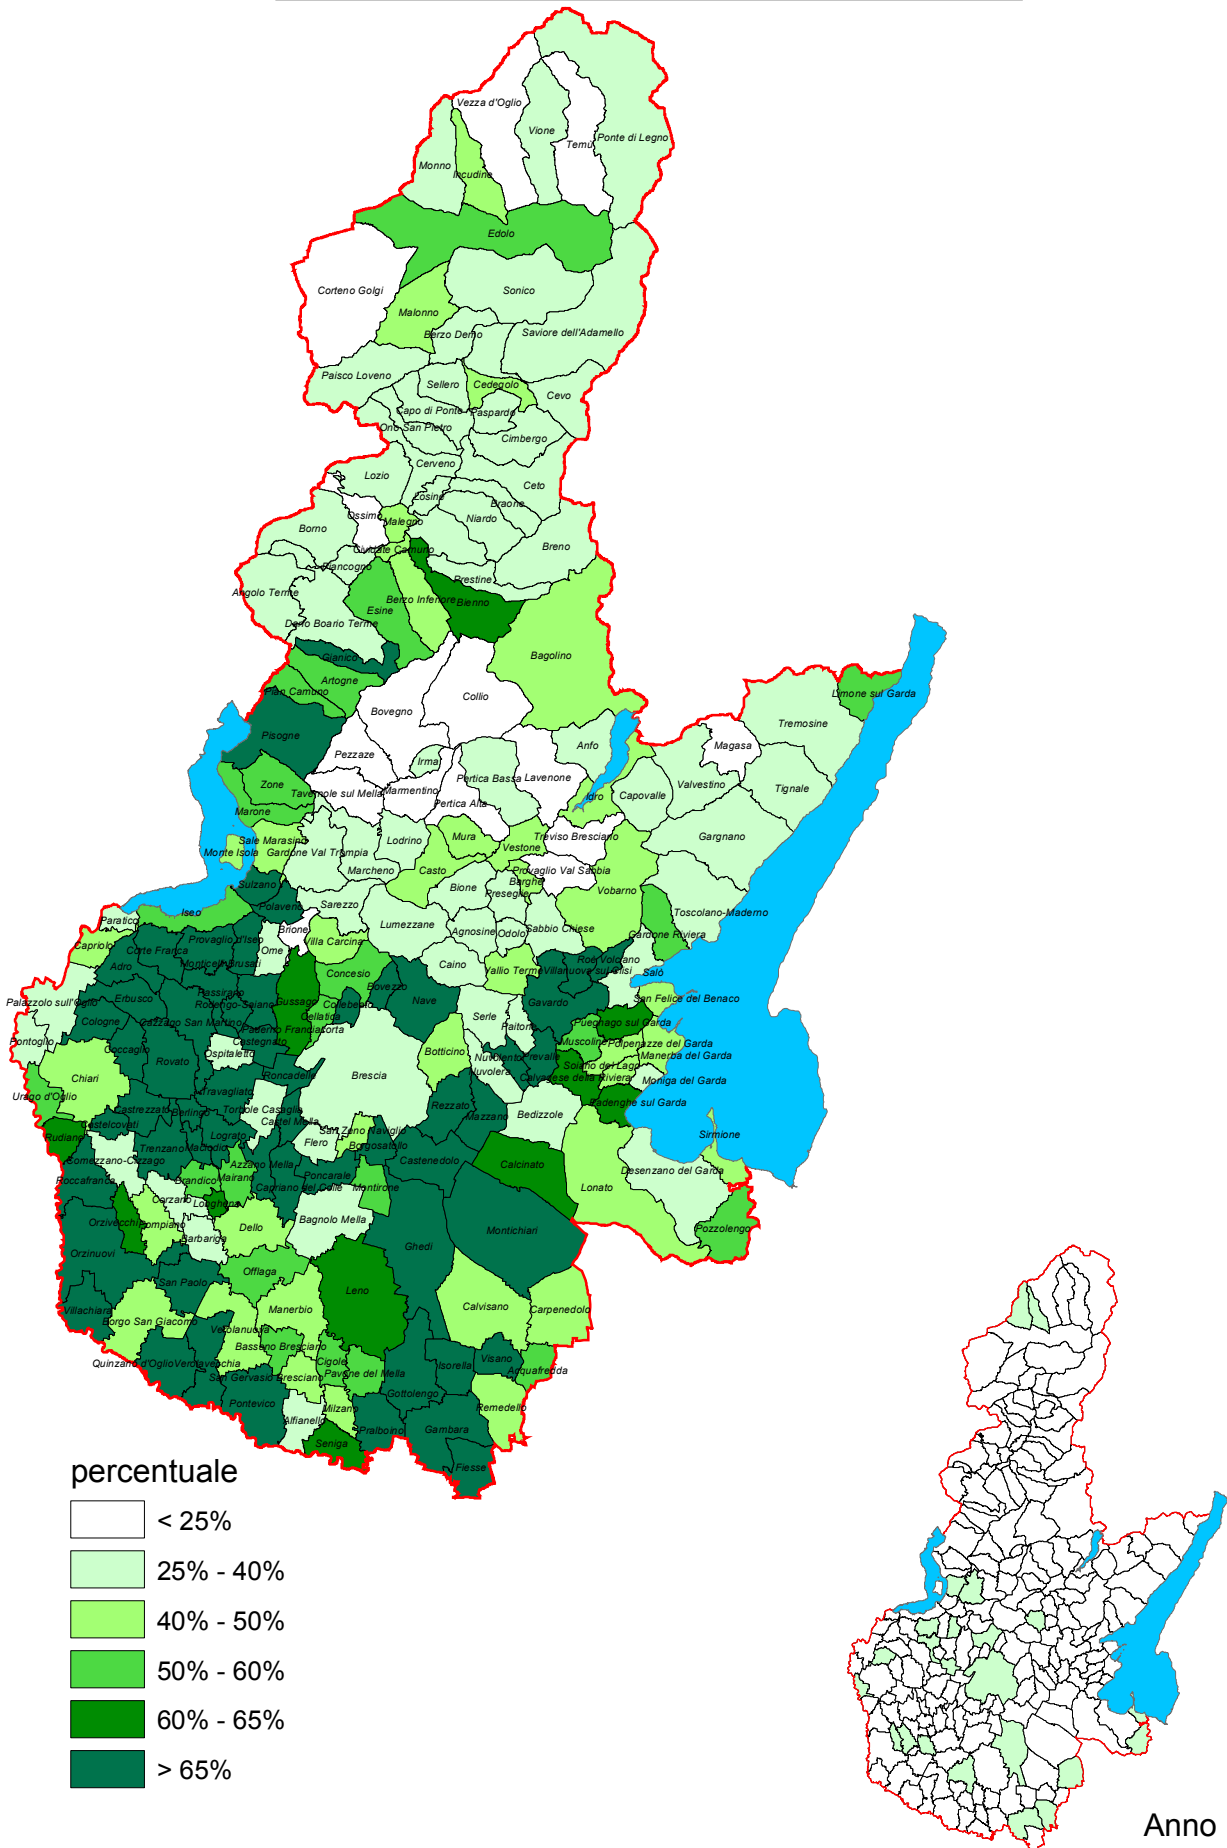 Vezza d'Oglio
Vione
Temù
Ponte di Legno
Monno
Incudine
Edolo
Corteno Golgi
Sonico
Malonno
Berzo Demo
Saviore dell'Adamello
Paisco Loveno
Sellero
Cedegolo
Cevo
Capo di Ponte
Paspardo
Ono San Pietro
Cimbergo
Cerveno
Lozio
Ceto
Losine
Braone
Ossimo
Malegno
Niardo
Borno
Cividate Camuno
Breno
Piancogno
Prestine
Angolo Terme
Berzo Inferiore
Bienno
Esine
Darfo Boario Terme
Gianico
Bagolino
Artogne
Pian Camuno
Collio
Limone sul Garda
Bovegno
Tremosine
Pisogne
Anfo
Magasa
Pezzaze
Irma
Pertica Bassa
Lavenone
Valvestino
Zone
Tavernole sul Mella
Marmentino
Tignale
Idro
Capovalle
Pertica Alta
Marone
Gargnano
Sale Marasino
Lodrino
Mura
Treviso Bresciano
Vestone
Monte Isola
Gardone Val Trompia
Marcheno
Casto
Provaglio Val Sabbia
Barghe
Sulzano
Bione
Preseglie
Vobarno
Polaveno
Sarezzo
Iseo
Toscolano-Maderno
Paratico
Lumezzane
Agnosine
Odolo
Sabbio Chiese
Gardone Riviera
Brione
Capriolo
Provaglio d'Iseo
Villa Carcina
Corte Franca
Ome
Monticelli Brusati
Roè Volciano
Adro
Caino
Vallio Terme
Villanuova sul Clisi
Salò
Concesio
Bovezzo
Passirano
Palazzolo sull'Oglio
Erbusco
Rodengo-Saiano
Gussago
Collebeato
Nave
Gavardo
San Felice del Benaco
Cellatica
Cologne
Cazzago San Martino
Serle
Paitone
Puegnago sul Garda
Paderno Franciacorta
Pontoglio
Castegnato
Muscoline
Polpenazze del Garda
Coccaglio
Ospitaletto
Botticino
Nuvolento
Prevalle
Manerba del Garda
Rovato
Soiano del Lago
Chiari
Roncadelle
Brescia
Nuvolera
Calvagese della Riviera
Moniga del Garda
Urago d'Oglio
Travagliato
Castrezzato
Berlingo
Torbole Casaglia
Rezzato
Mazzano
Bedizzole
Padenghe sul Garda
Castelcovati
Castel Mella
San Zeno Naviglio
Rudiano
Lograto
Flero
Borgosatollo
Sirmione
Trenzano
Maclodio
Comezzano-Cizzago
Azzano Mella
Castenedolo
Calcinato
Desenzano del Garda
Roccafranca
Brandico
Mairano
Poncarale
Capriano del Colle
Montirone
Lonato
Corzano
Longhena
Orzivecchi
Pompiano
Dello
Bagnolo Mella
Montichiari
Pozzolengo
Barbariga
Ghedi
Orzinuovi
Offlaga
San Paolo
Leno
Villachiara
Manerbio
Calvisano
Carpenedolo
Borgo San Giacomo
Verolanuova
Bassano Bresciano
Cigole
Visano
Quinzano d'Oglio
Verolavecchia
Isorella
Acquafredda
San Gervasio Bresciano
Pavone del Mella
Gottolengo
Pontevico
Milzano
Remedello
Alfianello
Pralboino
Gambara
Seniga
Fiesse
percentuale
< 25%
25% - 40%
40% - 50%
50% - 60%
60% - 65%
> 65%
Anno